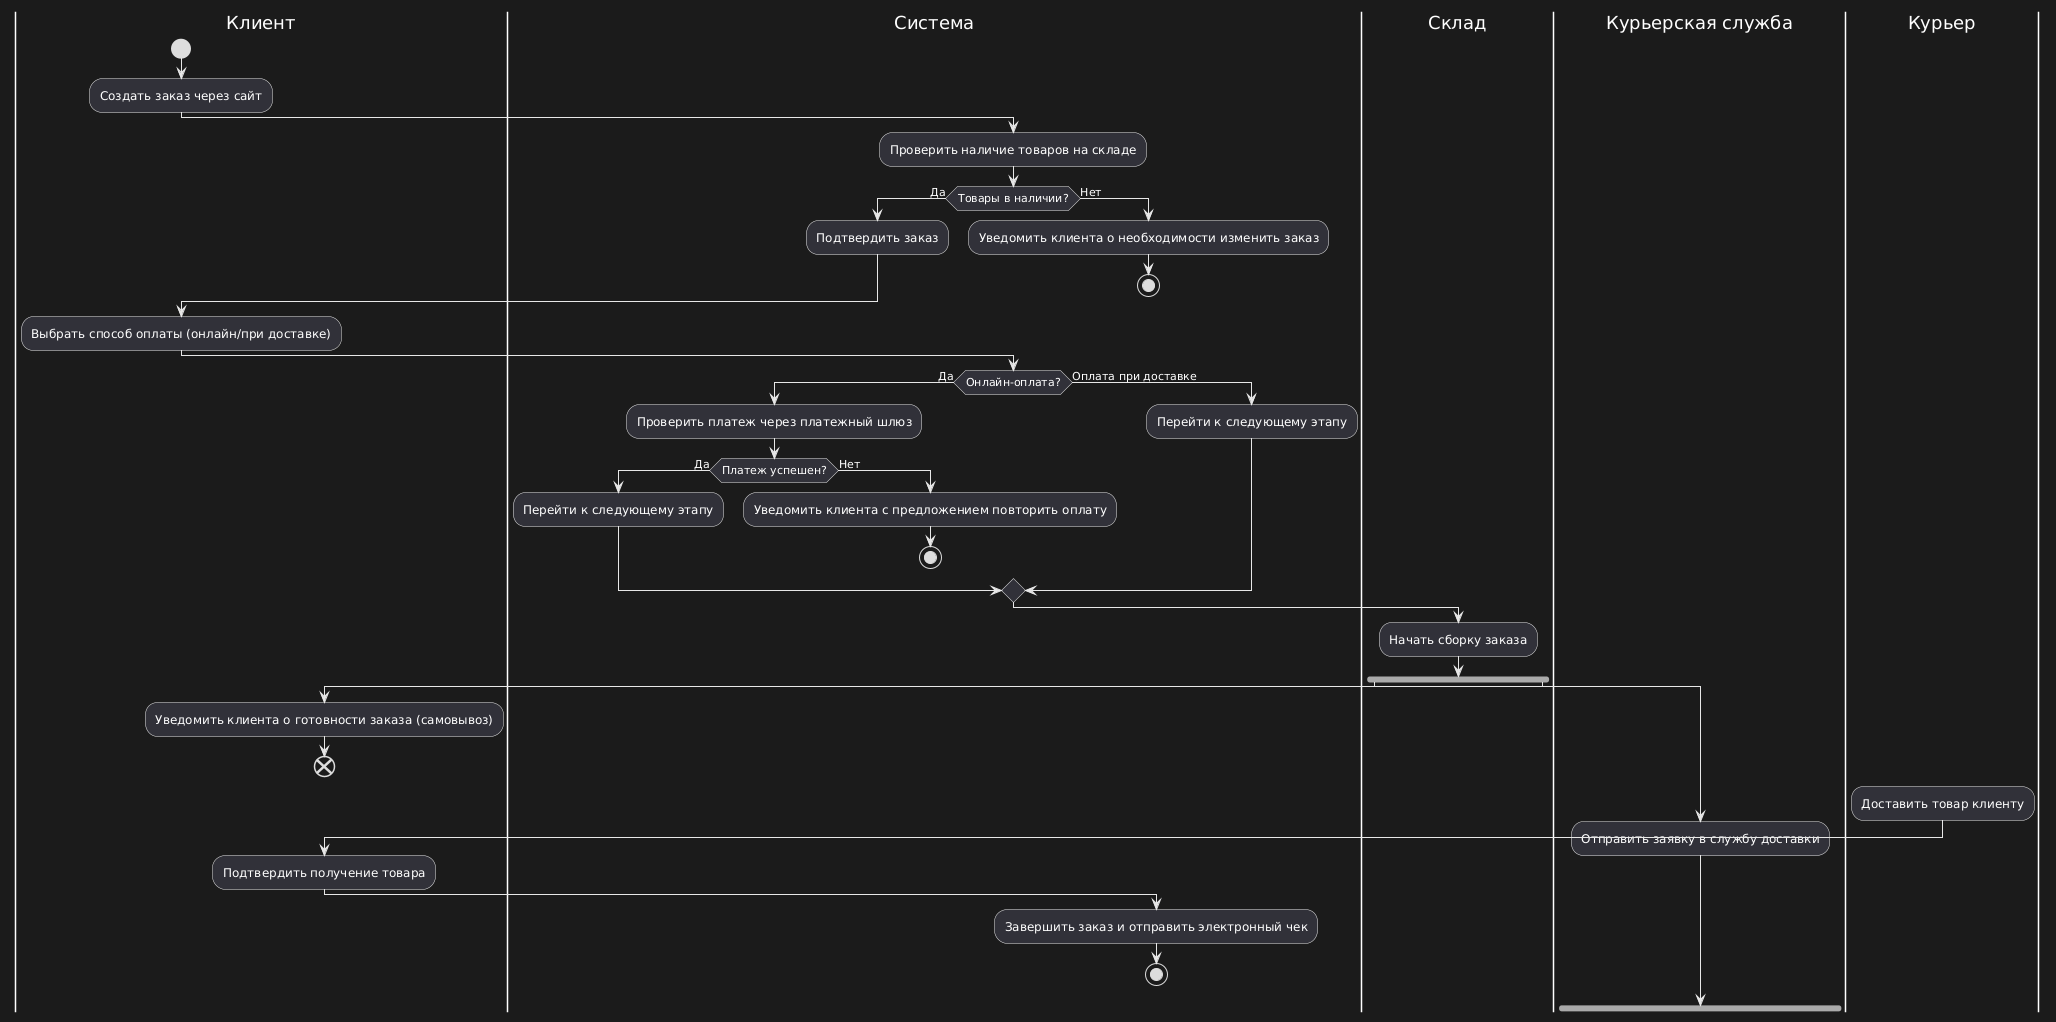 Клиент
Система
Склад
Курьерская служба
Курьер
Создать заказ через сайт
Проверить наличие товаров на складе
Да
Товары в наличии?
Нет
Подтвердить заказ
Уведомить клиента о необходимости изменить заказ
Выбрать способ оплаты (онлайн/при доставке)
Да
Онлайн-оплата?
Оплата при доставке
Проверить платеж через платежный шлюз
Перейти к следующему этапу
Да
Платеж успешен?
Нет
Перейти к следующему этапу
Уведомить клиента с предложением повторить оплату
Начать сборку заказа
Уведомить клиента о готовности заказа (самовывоз)
Доставить товар клиенту
Отправить заявку в службу доставки
Подтвердить получение товара
Завершить заказ и отправить электронный чек